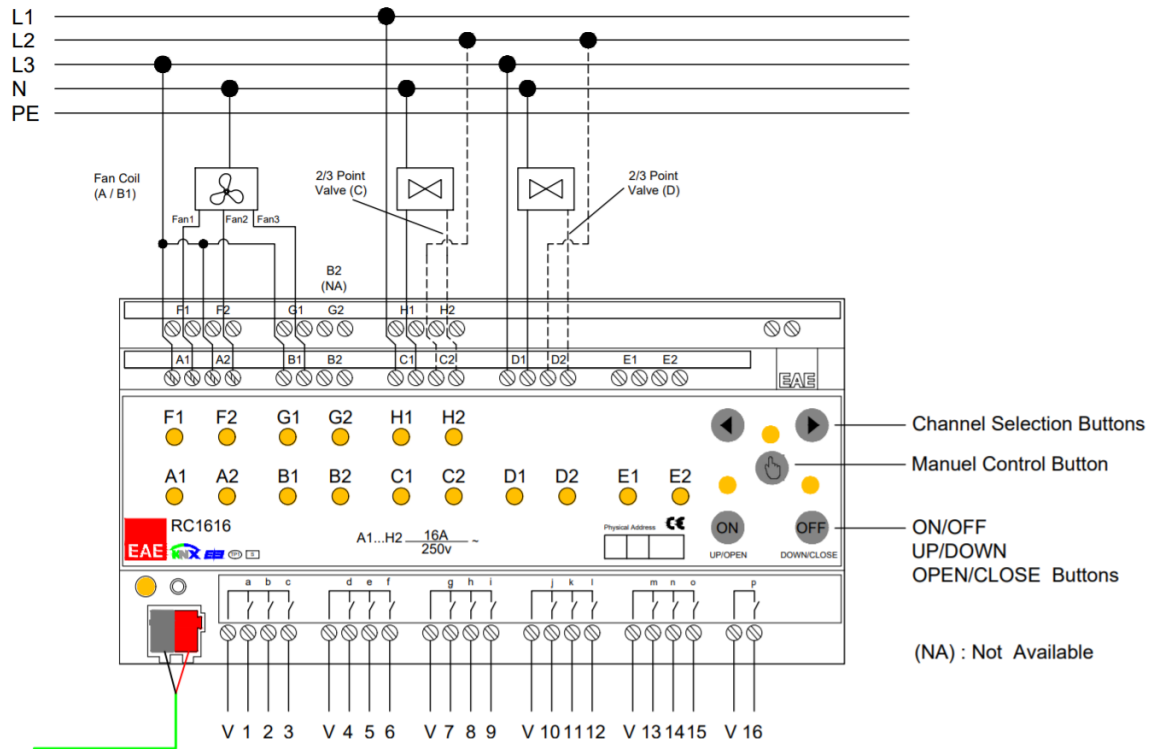 L1
L2
L3
N
PE
Fan Coil
(A / B1)
2/3 Point
Valve (C)
2/3 Point
Valve (D)
Fan1 Fan2 Fan3
B2
(NA)
F1 F2 G1 G2 H1 H2
A1 A2 B1 B2 C1 C2 D1 D2 E1 E2
EAE
F1 F2 G1 G2 H1 H2
Channel Selection Buttons
Manuel Control Button
A1 A2 B1 B2 C1 C2 D1 D2 E1 E2
RC1616
EAE KNX
A1...H2 16A ~
250v
Physical Address CE
ON OFF
UP/OPEN DOWN/CLOSE
ON/OFF
UP/DOWN
OPEN/CLOSE Buttons
a b c d e f g h i j k l m n o p
(NA) : Not Available
V 1 2 3 V 4 5 6 V 7 8 9 V 10 11 12 V 13 14 15 V 16